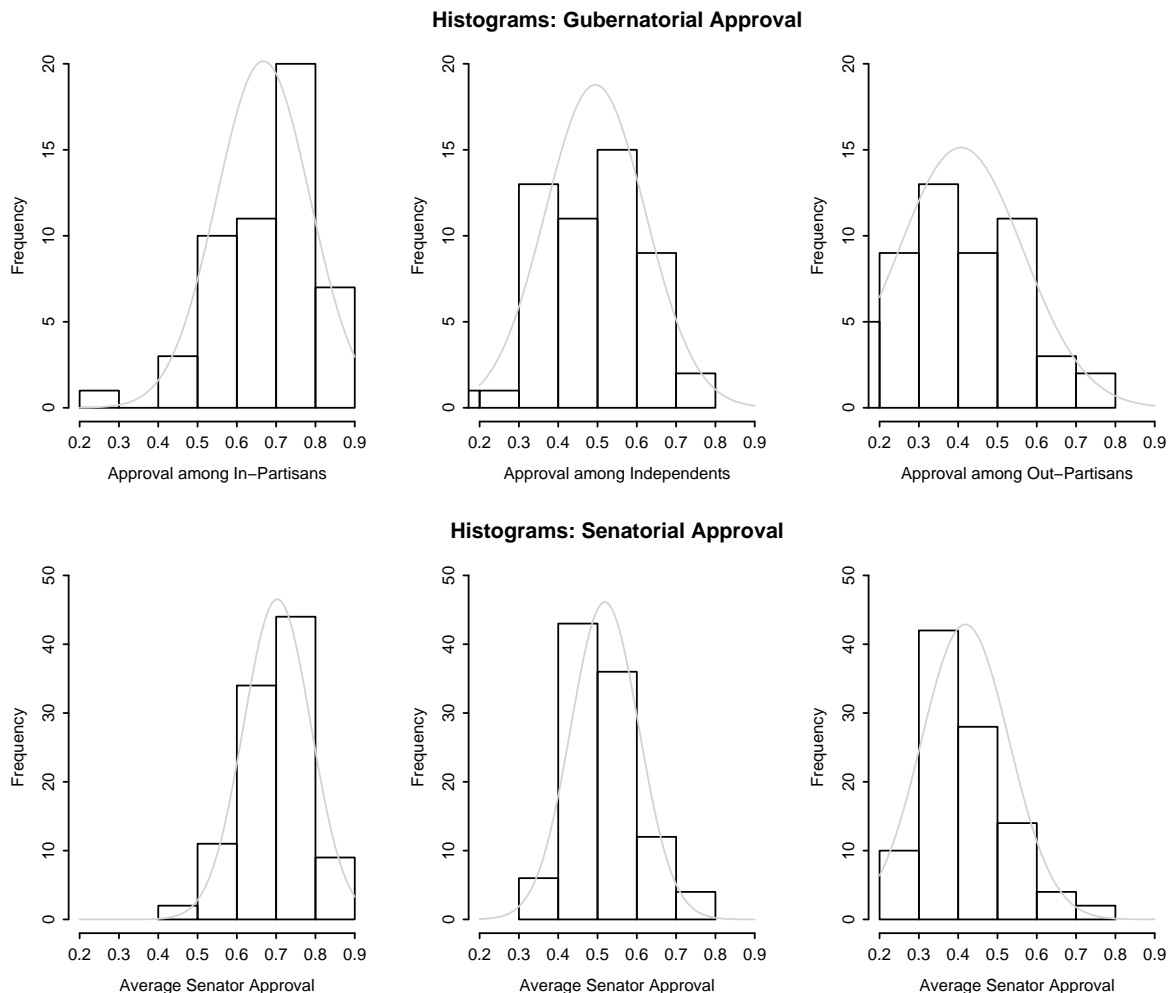 Histograms: Gubernatorial Approval
Frequency
0 5 10 15 20
0.2 0.3 0.4 0.5 0.6 0.7 0.8 0.9
Approval among In−Partisans
Frequency
0 5 10 15 20
0.2 0.3 0.4 0.5 0.6 0.7 0.8 0.9
Approval among Independents
Frequency
0 5 10 15 20
0.2 0.3 0.4 0.5 0.6 0.7 0.8 0.9
Approval among Out−Partisans
Histograms: Senatorial Approval
Frequency
0 10 20 30 40 50
0.2 0.3 0.4 0.5 0.6 0.7 0.8 0.9
Average Senator Approval
Frequency
0 10 20 30 40 50
0.2 0.3 0.4 0.5 0.6 0.7 0.8 0.9
Average Senator Approval
Frequency
0 10 20 30 40 50
0.2 0.3 0.4 0.5 0.6 0.7 0.8 0.9
Average Senator Approval